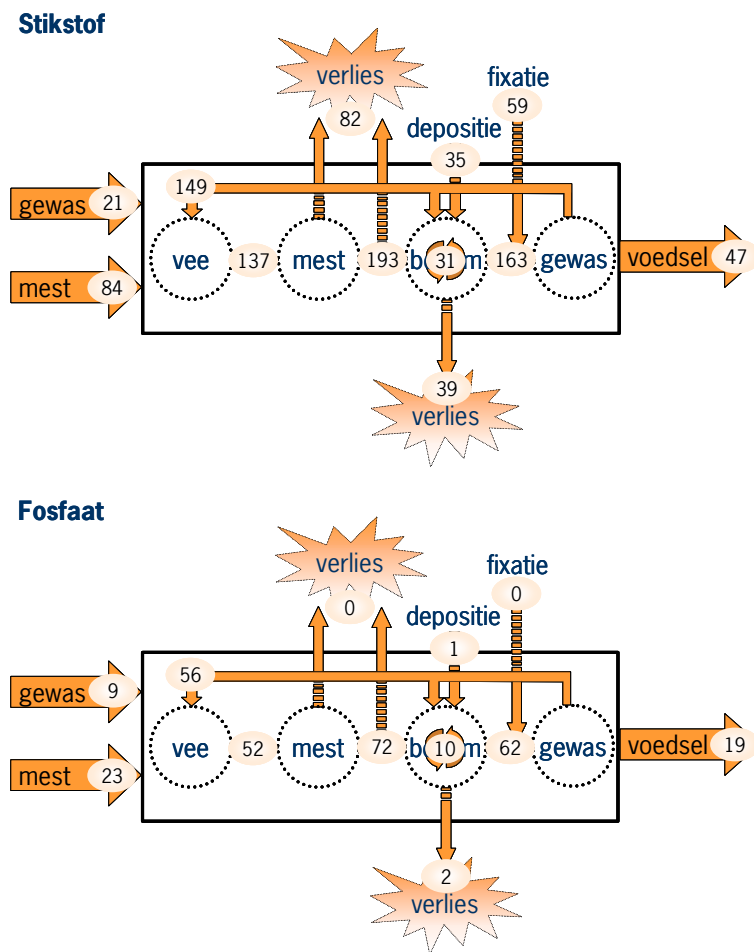 Stikstof
verlies
82
fixatie
59
depositie
35
gewas 21
149
vee 137 mest 193 31 163 gewas
voedsel 47
mest 84
39
verlies
Fosfaat
verlies
0
fixatie
0
depositie
1
gewas 9
56
vee 52 mest 72 10 62 gewas
voedsel 19
mest 23
2
verlies